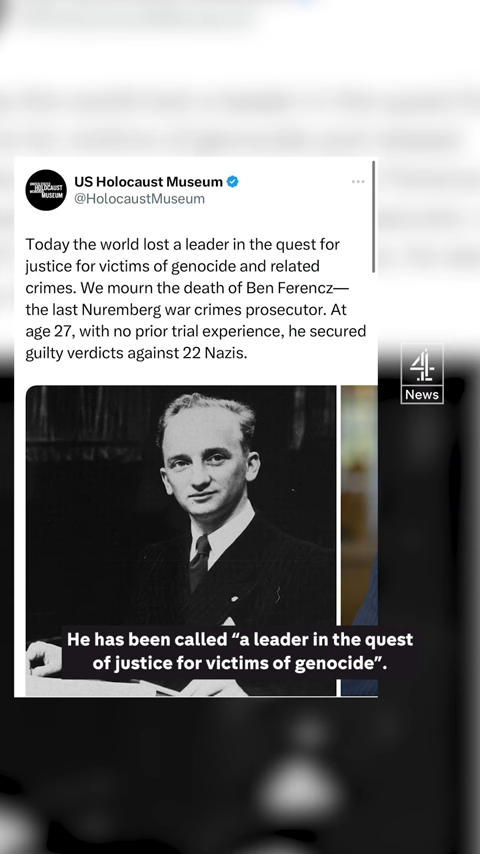 US Holocaust Museum
@HolocaustMuseum
Today the world lost a leader in the quest for
justice for victims of genocide and related
crimes. We mourn the death of Ben Ferencz—
the last Nuremberg war crimes prosecutor. At
age 27, with no prior trial experience, he secured
guilty verdicts against 22 Nazis.
4
News
He has been called “a leader in the quest
of justice for victims of genocide”.